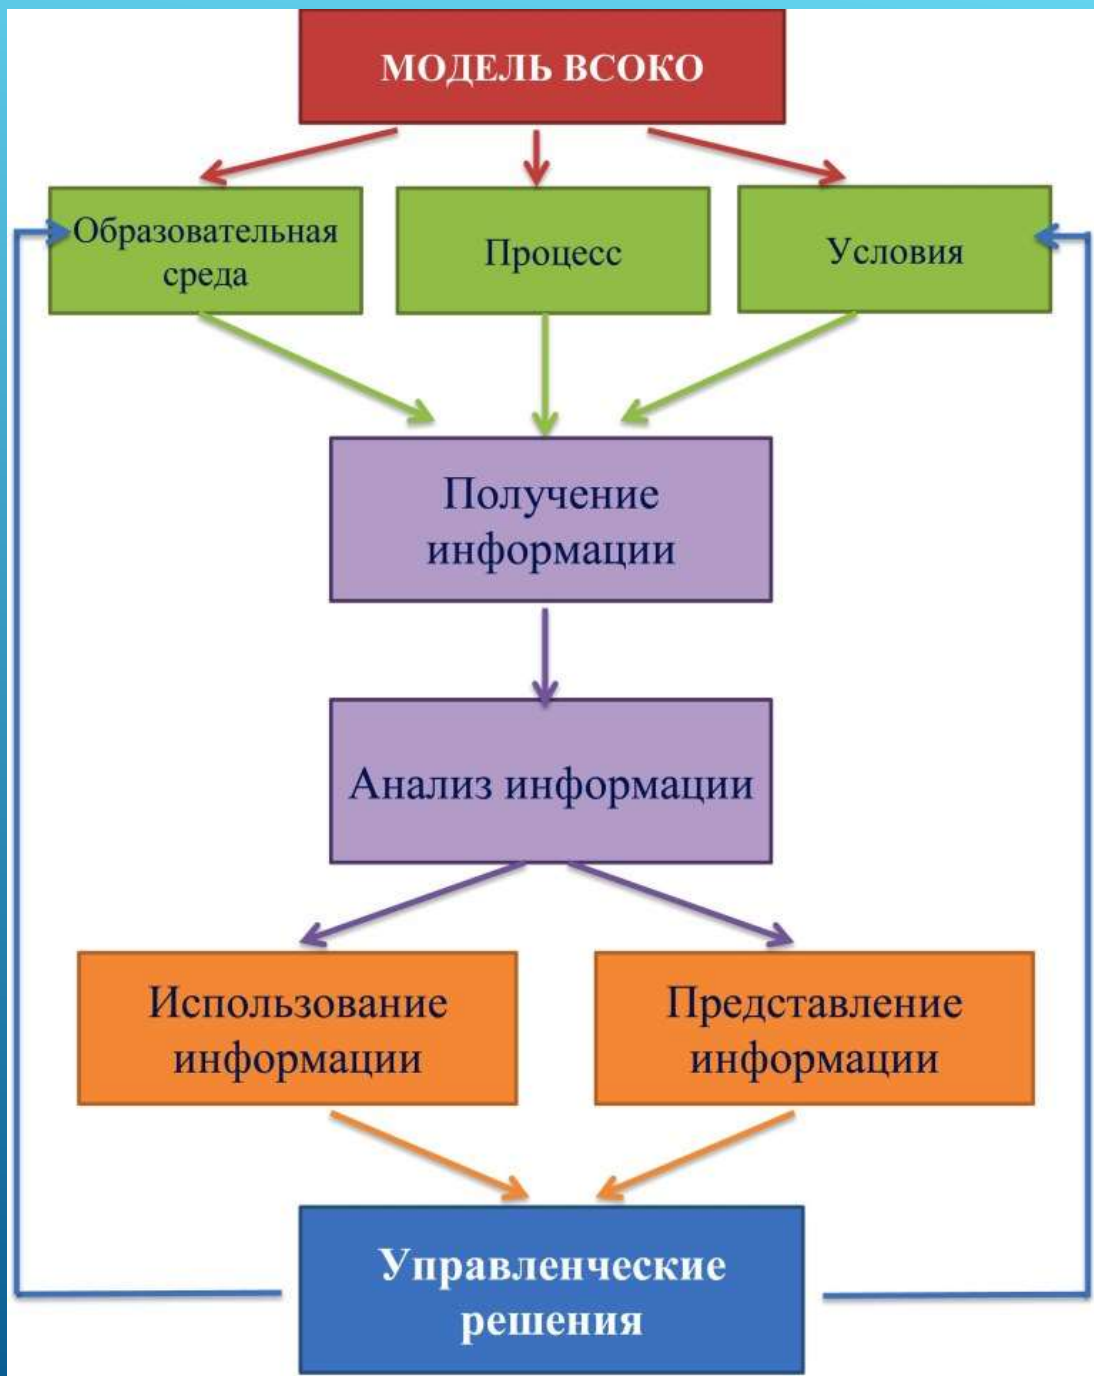 МОДЕЛЬ ВСОКО
Образовательная
среда
Процесс
Условия
Получение
информации
Анализ информации
Использование
информации
Представление
информации
Управленческие
решения